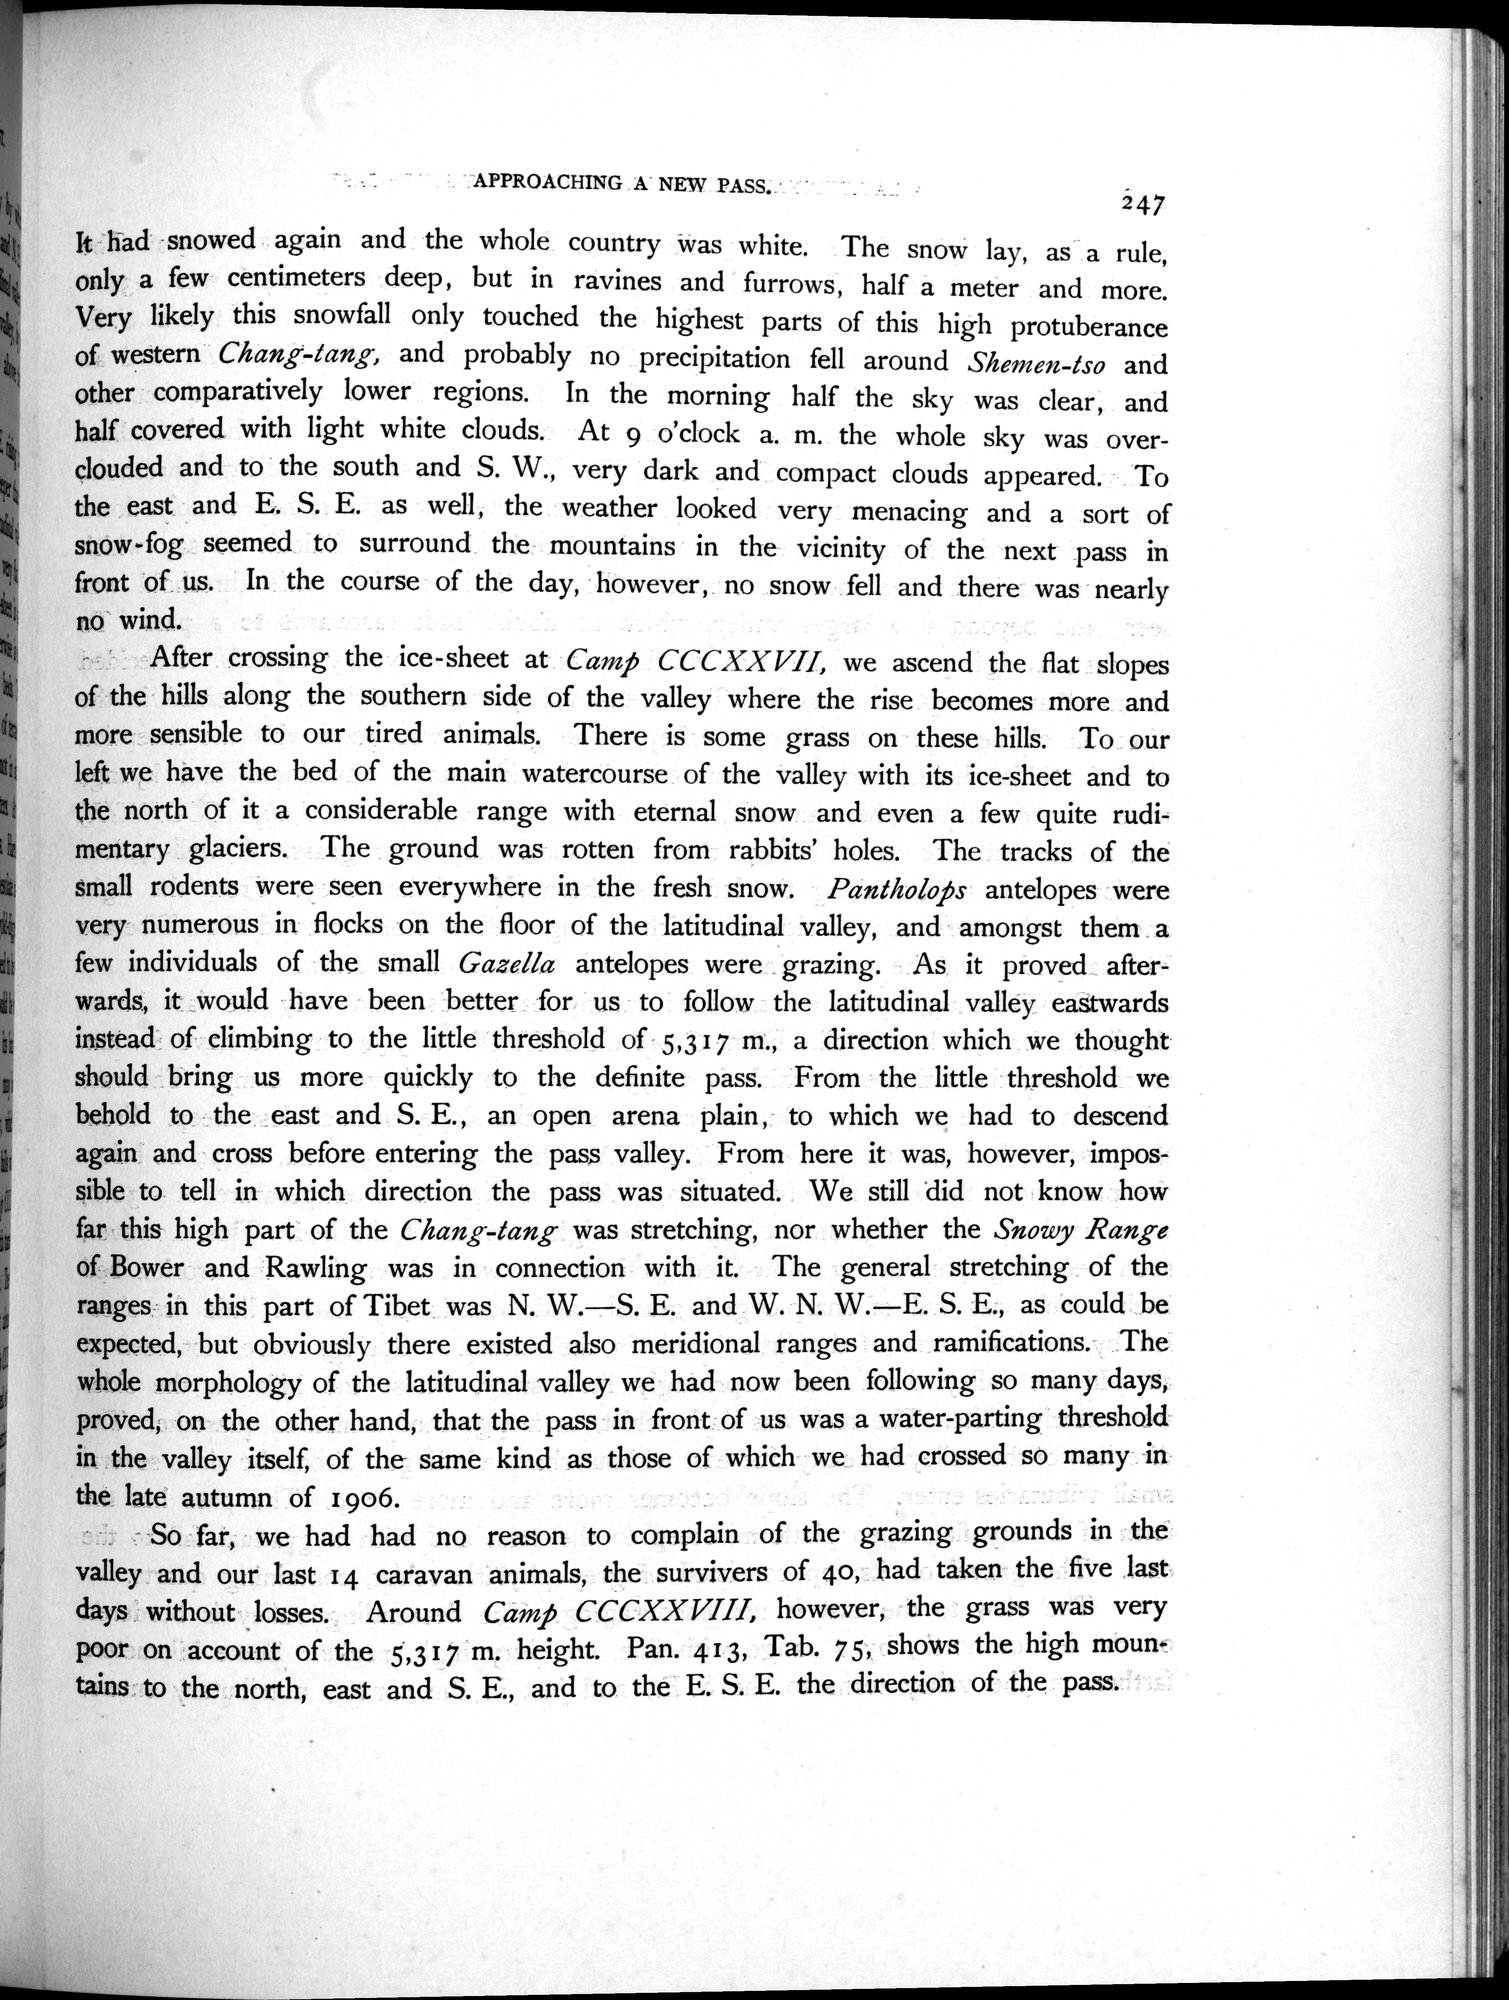 APPROACHING A NEW PASS.
247
It had snowed again and the whole country was white. The snow lay, as a rule,
only a few centimeters deep, but in ravines and furrows, half a meter and more.
Very likely this snowfall only touched the highest parts of this high protuberance
of western Chang-tang, and probably no precipitation fell around Shemen-tso and
other comparatively lower regions. In the morning half the sky was clear, and
half covered with light white clouds. At 9 o'clock a. m. the whole sky was over-
clouded and to the south and S. W., very dark and compact clouds appeared. To
the east and E. S. E. as well, the weather looked very menacing and a sort of
snow-fog seemed to surround the mountains in the vicinity of the next pass in
front of us. In the course of the day, however, no snow fell and there was nearly
no wind.
After crossing the ice-sheet at Camp CCCXXVII, we ascend the flat slopes
of the hills along the southern side of the valley where the rise becomes more and
more sensible to our tired animals. There is some grass on these hills. To our
left we have the bed of the main watercourse of the valley with its ice-sheet and to
the north of it a considerable range with eternal snow and even a few quite rudi-
mentary glaciers. The ground was rotten from rabbits' holes. The tracks of the
small rodents were seen everywhere in the fresh snow. Pantholops antelopes were
very numerous in flocks on the floor of the latitudinal valley, and amongst them a
few individuals of the small Gazella antelopes were grazing. As it proved after-
wards, it would have been better for us to follow the latitudinal valley eastwards
instead of climbing to the little threshold of 5,317 m., a direction which we thought
should bring us more quickly to the definite pass. From the little threshold we
behold to the east and S. E., an open arena plain, to which we had to descend
again and cross before entering the pass valley. From here it was, however, impos-
sible to tell in which direction the pass was situated. We still did not know how
far this high part of the Chang-tang was stretching, nor whether the Snowy Range
of Bower and Rawling was in connection with it. The general stretching of the
ranges in this part of Tibet was N. W.—S. E. and W. N. W.—E. S. E., as could be
expected, but obviously there existed also meridional ranges and ramifications. The
whole morphology of the latitudinal valley we had now been following so many days,
proved, on the other hand, that the pass in front of us was a water-parting threshold
in the valley itself, of the same kind as those of which we had crossed so many in
the late autumn of 1906.
So far, we had had no reason to complain of the grazing grounds in the
valley and our last 14 caravan animals, the survivers of 40, had taken the five last
days without losses. Around Camp CCCXXVIII, however, the grass was very
poor on account of the 5,317 m. height. Pan. 413, Tab. 75, shows the high moun-
tains to the north, east and S. E., and to the E. S. E. the direction of the pass.